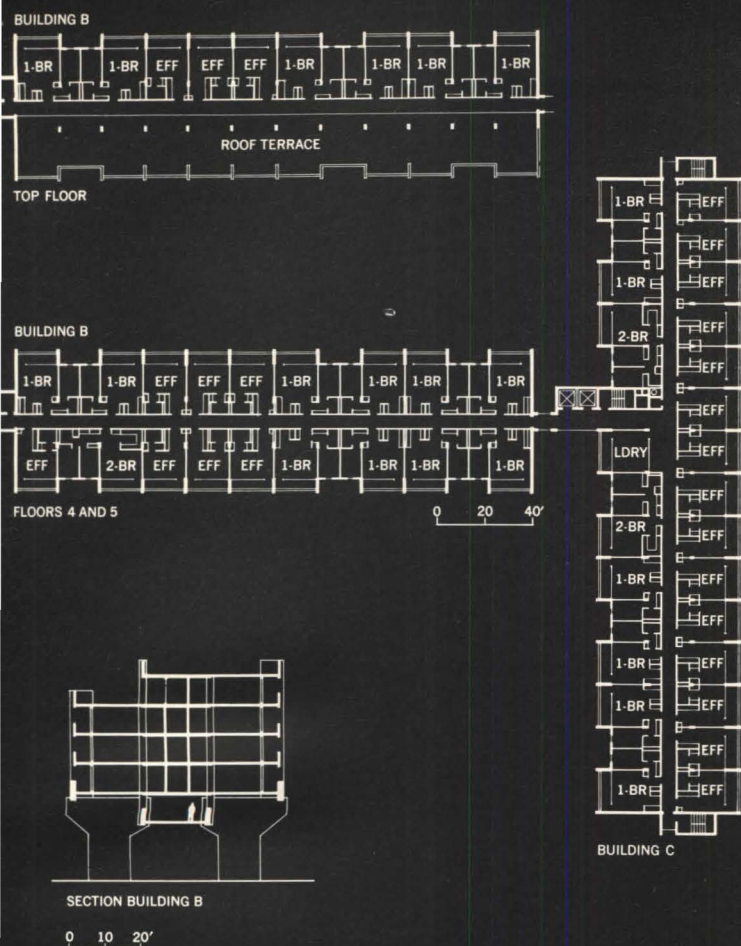 BUILDING B
1-BR 1-BR EFF EFF EFF 1-BR 1-BR 1-BR 1-BR
ROOF TERRACE
TOP FLOOR
BUILDING B
1-BR 1-BR EFF EFF EFF 1-BR 1-BR 1-BR 1-BR
EFF 2-BR EFF EFF EFF 1-BR 1-BR 1-BR 1-BR
FLOORS 4 AND 5
0 20 40'
SECTION BUILDING B
0 10 20'
1-BR EFF
EFF
1-BR EFF
2-BR EFF
EFF
EFF
LDRY EFF
EFF
2-BR EFF
1-BR EFF
EFF
1-BR EFF
1-BR EFF
EFF
1-BR EFF
BUILDING C